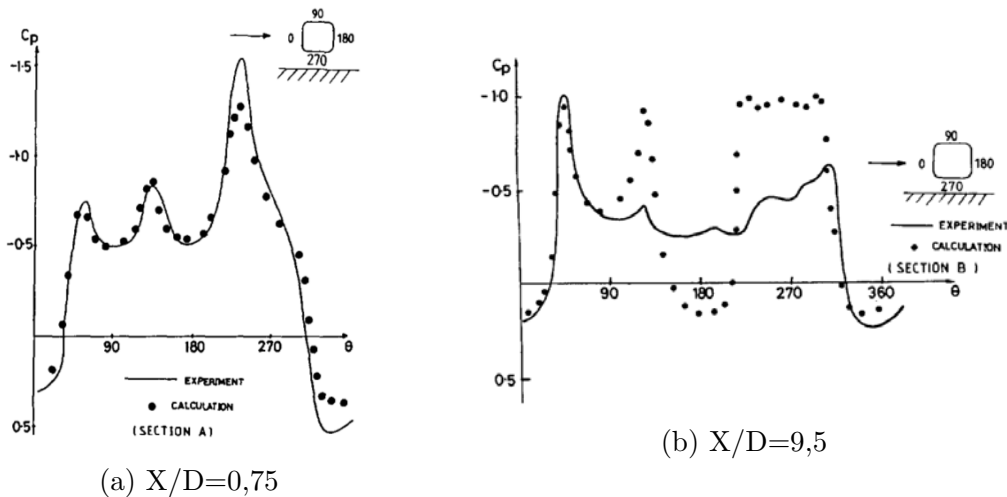 Cp
90
0
180
270
-1·5
-1·0
-0·5
90
180
270
θ
EXPERIMENT
CALCULATION
(SECTION A)
0·5
(a) X/D=0,75
Cp
-1·0
90
0
180
270
-0·5
EXPERIMENT
CALCULATION
(SECTION B)
90
180
270
360
θ
0·5
(b) X/D=9,5